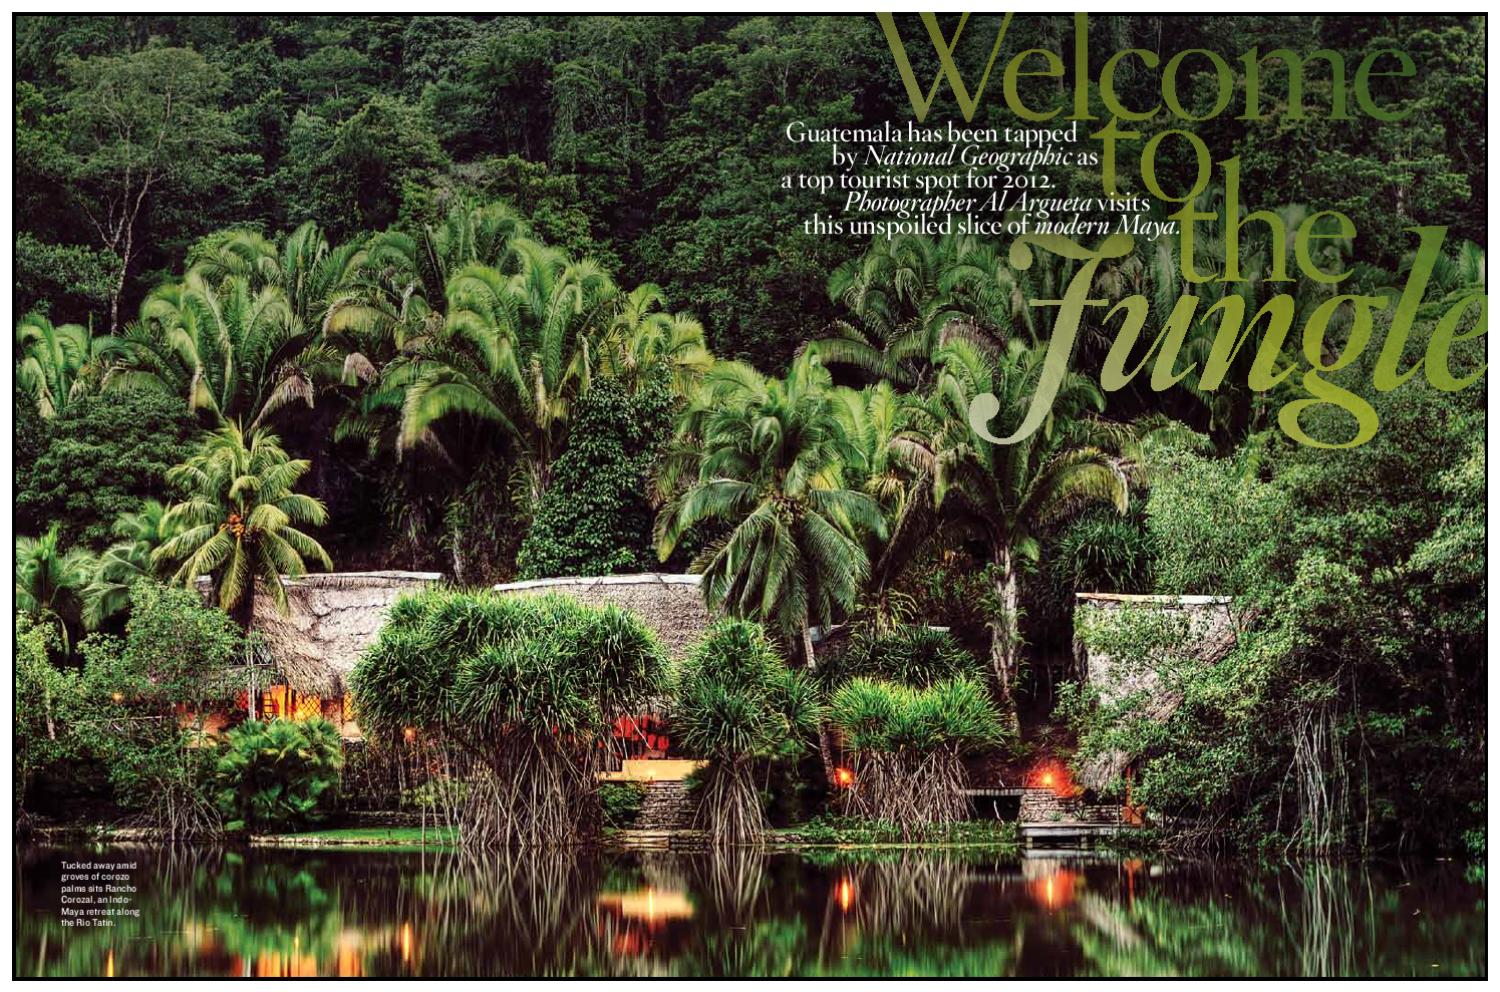 Welcome
to
the
Jungle
Guatemala has been tapped
by National Geographic as
a top tourist spot for 2012.
Photographer Al Argueta visits
this unspoiled slice of modern Maya.
Tucked away amid
groves of corozo
palms sits Rancho
Corozal, an Indo-
Maya retreat along
the Rio Tatin.